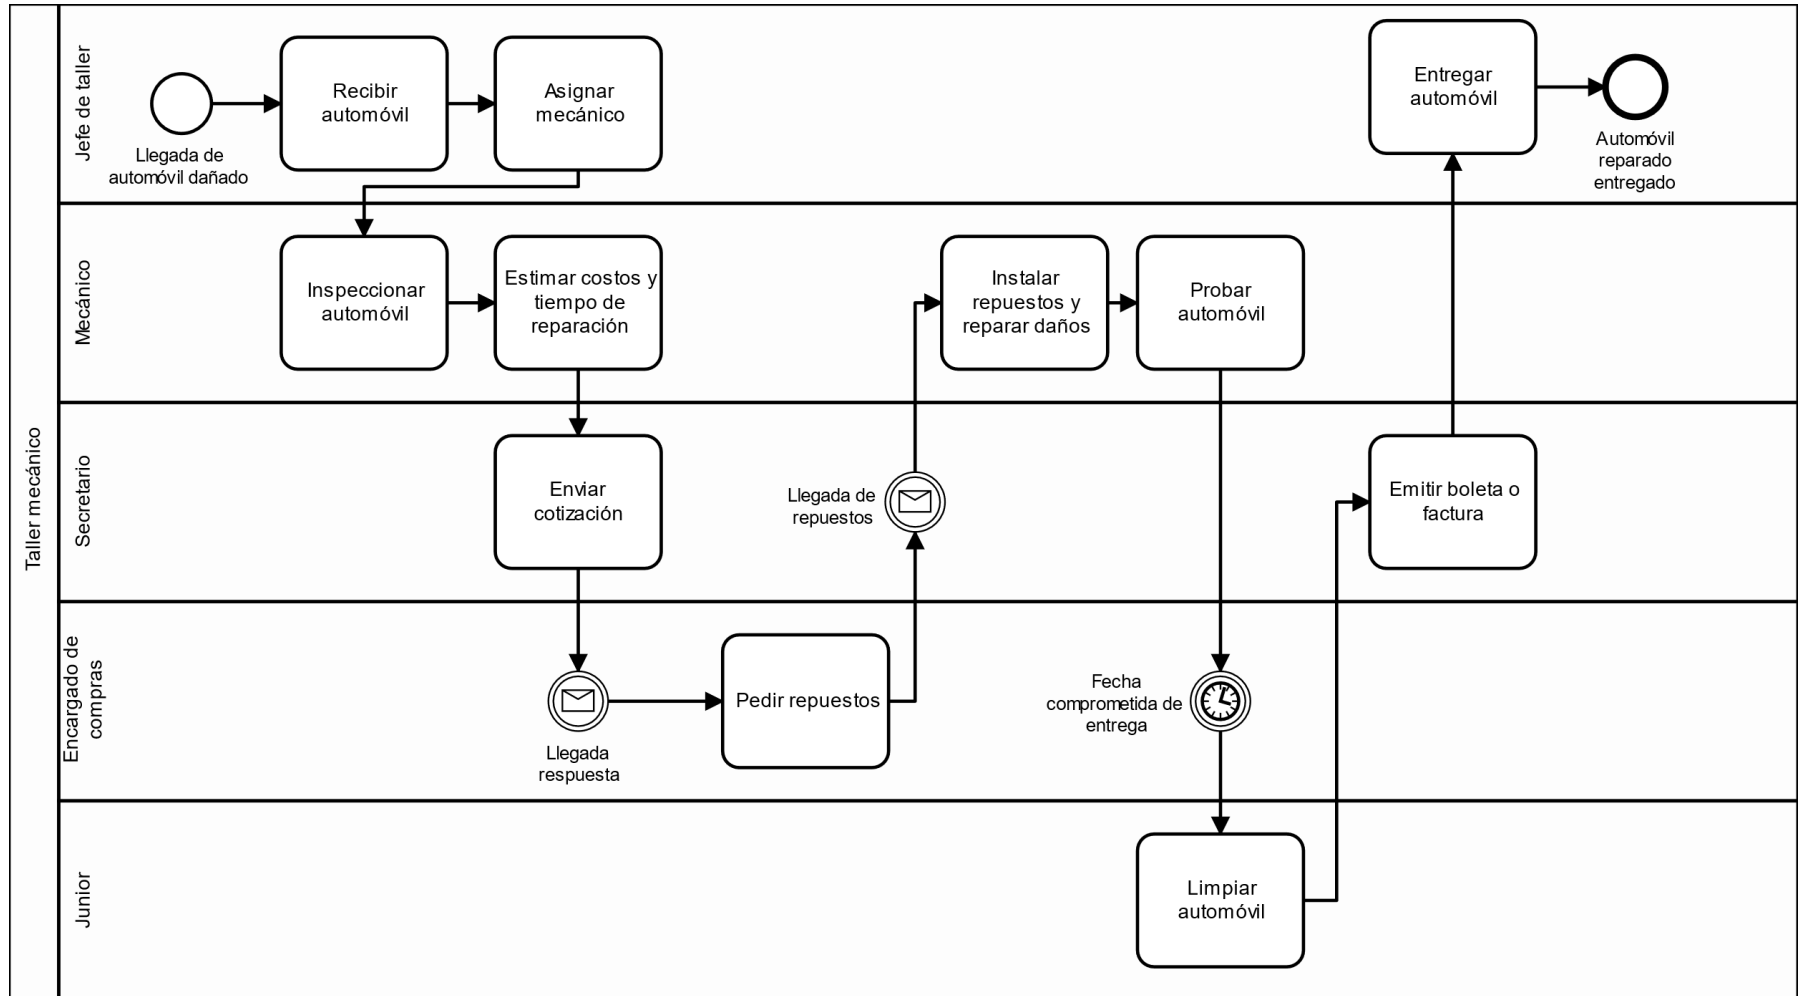 Taller mecánico
Jefe de taller
Llegada de
automóvil dañado
Recibir
automóvil
Asignar
mecánico
Entregar
automóvil
Automóvil
reparado
entregado
Mecánico
Inspeccionar
automóvil
Estimar costos y
tiempo de
reparación
Instalar
repuestos y
reparar daños
Probar
automóvil
Secretario
Enviar
cotización
Llegada de
repuestos
Emitir boleta o
factura
Encargado de
compras
Llegada
respuesta
Pedir repuestos
Fecha
comprometida de
entrega
Junior
Limpiar
automóvil